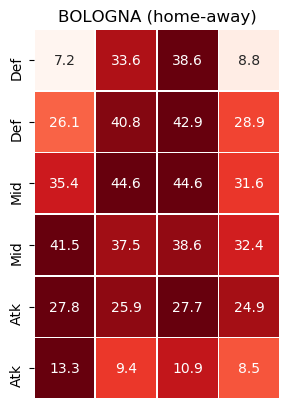 BOLOGNA (home-away)
Def 7.2 33.6 38.6 8.8
Def 26.1 40.8 42.9 28.9
Mid 35.4 44.6 44.6 31.6
Mid 41.5 37.5 38.6 32.4
Atk 27.8 25.9 27.7 24.9
Atk 13.3 9.4 10.9 8.5